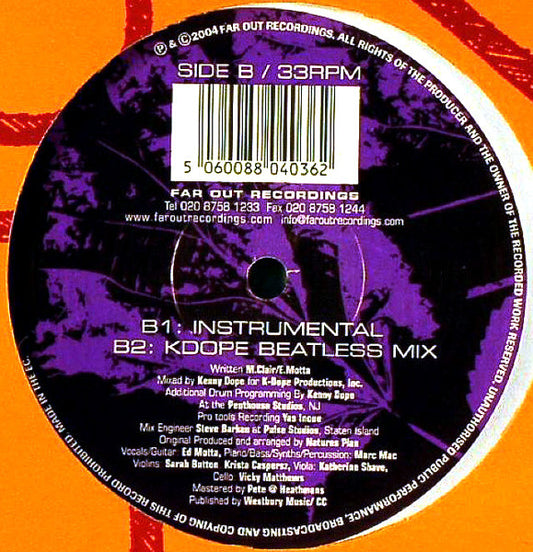 ℗ & © 2004 FAR OUT RECORDINGS. ALL RIGHTS OF THE PRODUCER AND THE OWNER OF THE RECORDED WORK RESERVED. UNAUTHORISED PUBLIC PERFORMANCE, BROADCASTING AND COPYING OF THIS RECORD PROHIBITED MADE IN THE EC.
SIDE B / 33RPM
5 060088 040362
FAR OUT RECORDINGS
Tel 020 8758 1233 Fax 020 8758 1244
www.faroutrecordings.com info@faroutrecordings.com
B1: INSTRUMENTAL
B2: KDOPE BEATLESS MIX
Written M.Clair/E.Motta
Mixed by Kenny Dope for K-Dope Productions, Inc.
Additional Drum Programming By Kenny Dope
At the Penthouse Studios, NJ
Pro tools Recording Yas Inoue
Mix Engineer Steve Barkan at Pulse Studios, Staten Island
Original Produced and arranged by Natures Plan
Vocals/Guitar: Ed Motta, Piano/Bass/Synths/Percussion: Marc Mac
Violins: Sarah Button, Krista Caspersz, Viola: Katherine Shave,
Cello: Vicky Matthews
Mastered by Pete @ Heathmans
Published by Westbury Music/ CC